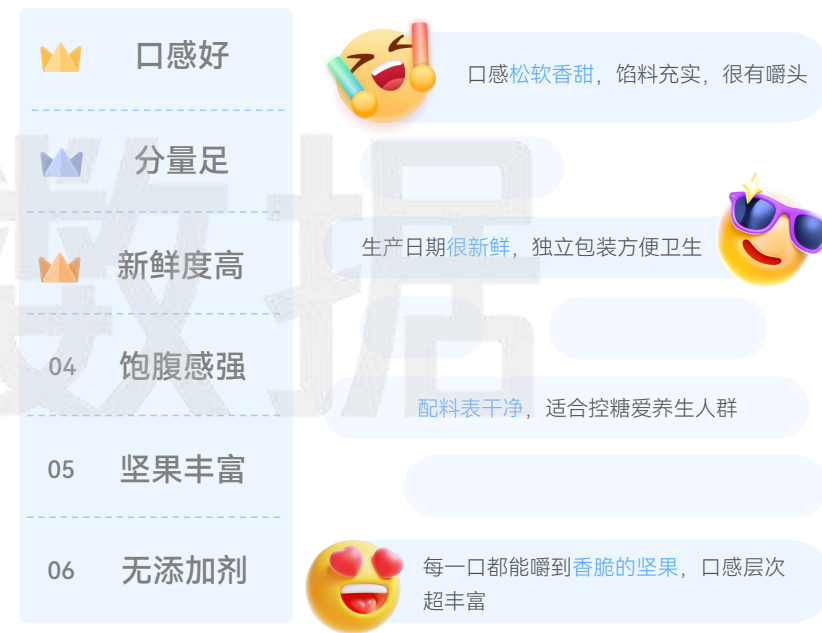 口感好
分量足
新鲜度高
04 饱腹感强
05 坚果丰富
06 无添加剂
口感松软香甜，馅料充实，很有嚼头
生产日期很新鲜，独立包装方便卫生
配料表干净，适合控糖爱养生人群
每一口都能嚼到香脆的坚果，口感层次
超丰富
数据